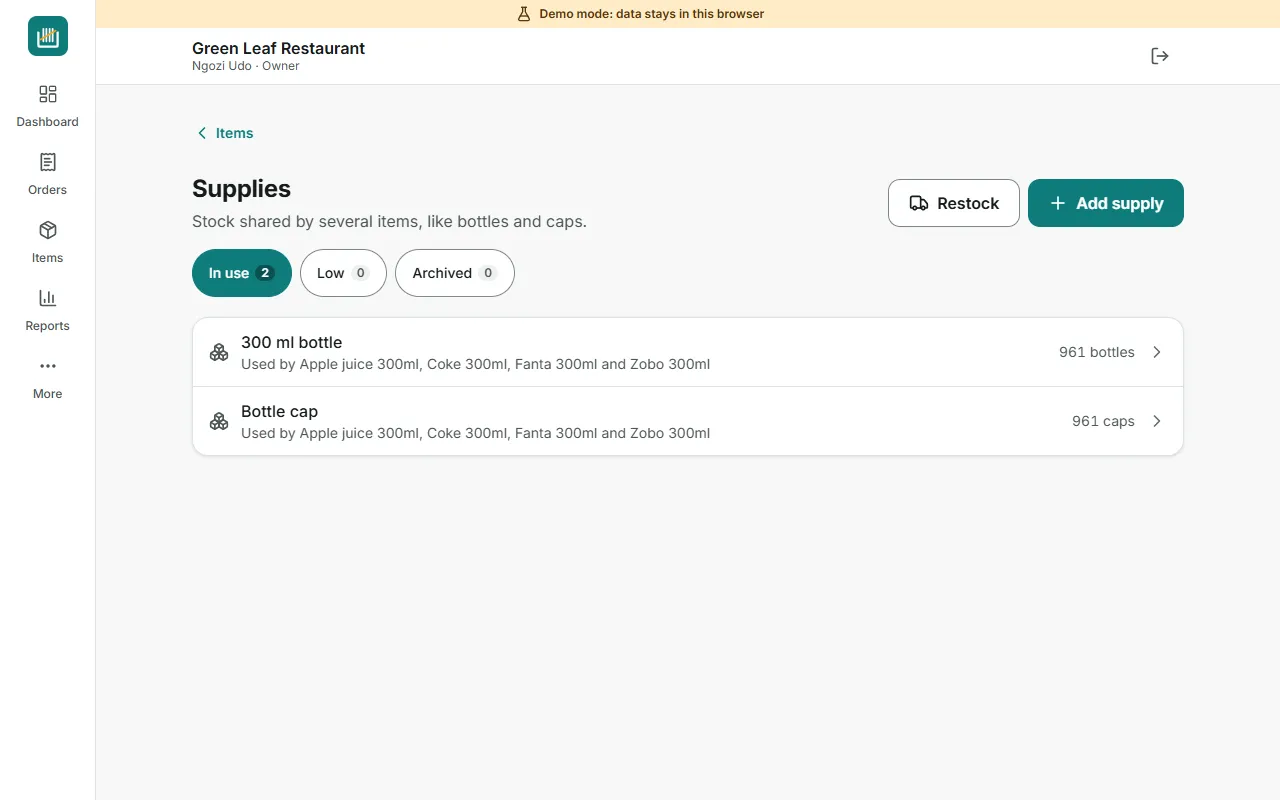 Demo mode: data stays in this browser
Green Leaf Restaurant
Ngozi Udo · Owner
Dashboard
Orders
Items
Reports
More
Items
Supplies
Stock shared by several items, like bottles and caps.
Restock
Add supply
In use 2
Low 0
Archived 0
300 ml bottle
Used by Apple juice 300ml, Coke 300ml, Fanta 300ml and Zobo 300ml
961 bottles
Bottle cap
Used by Apple juice 300ml, Coke 300ml, Fanta 300ml and Zobo 300ml
961 caps